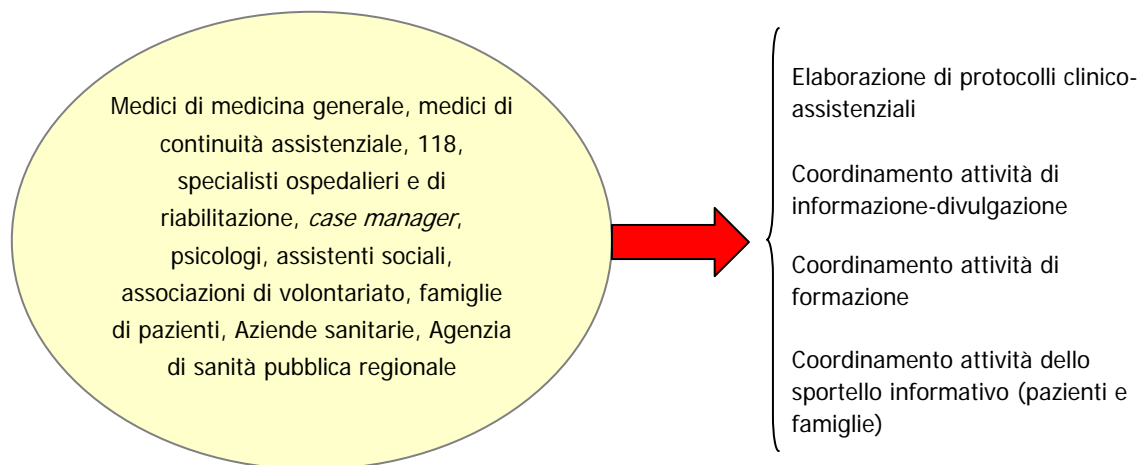 Medici di medicina generale, medici di
continuità assistenziale, 118,
specialisti ospedalieri e di
riabilitazione, case manager,
psicologi, assistenti sociali,
associazioni di volontariato, famiglie
di pazienti, Aziende sanitarie, Agenzia
di sanità pubblica regionale
Elaborazione di protocolli clinico-
assistenziali
Coordinamento attività di
informazione-divulgazione
Coordinamento attività di
formazione
Coordinamento attività dello
sportello informativo (pazienti e
famiglie)